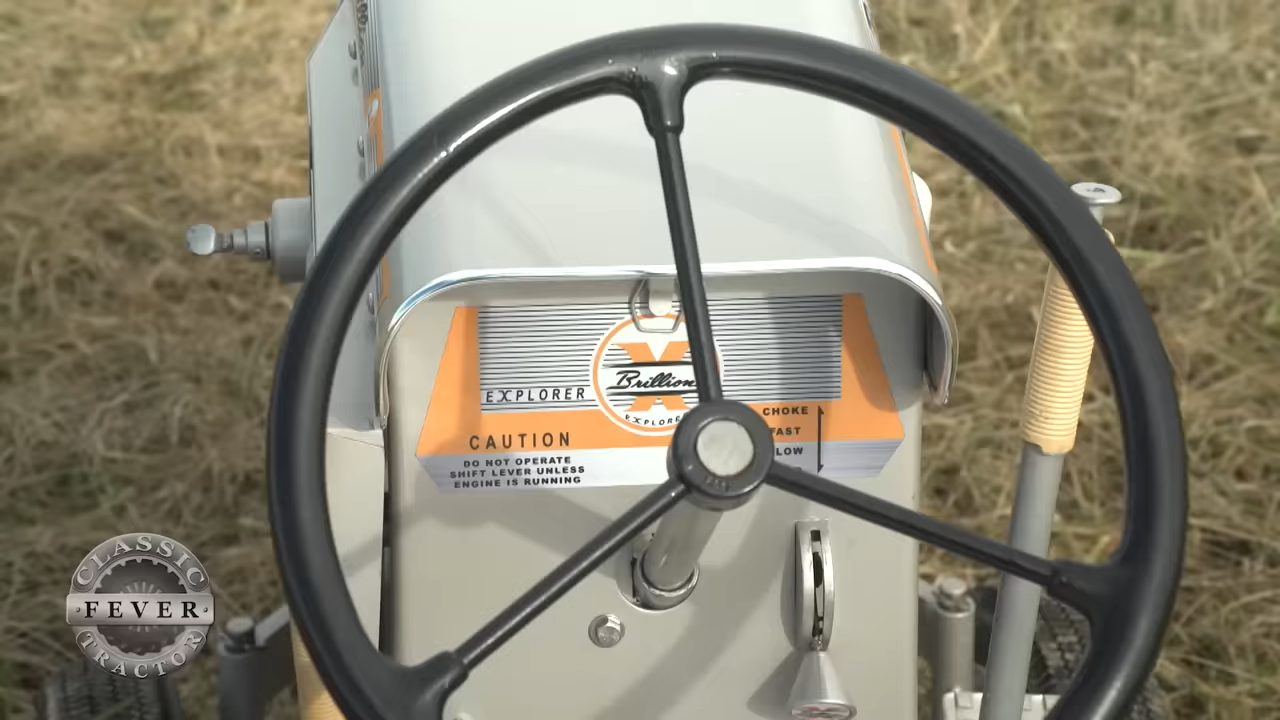 Brillion
EXPLORER
EXPLORER
CHOKE
FAST
LOW
CAUTION
DO NOT OPERATE
SHIFT LEVER UNLESS
ENGINE IS RUNNING
CLASSIC
FEVER
TRACTOR